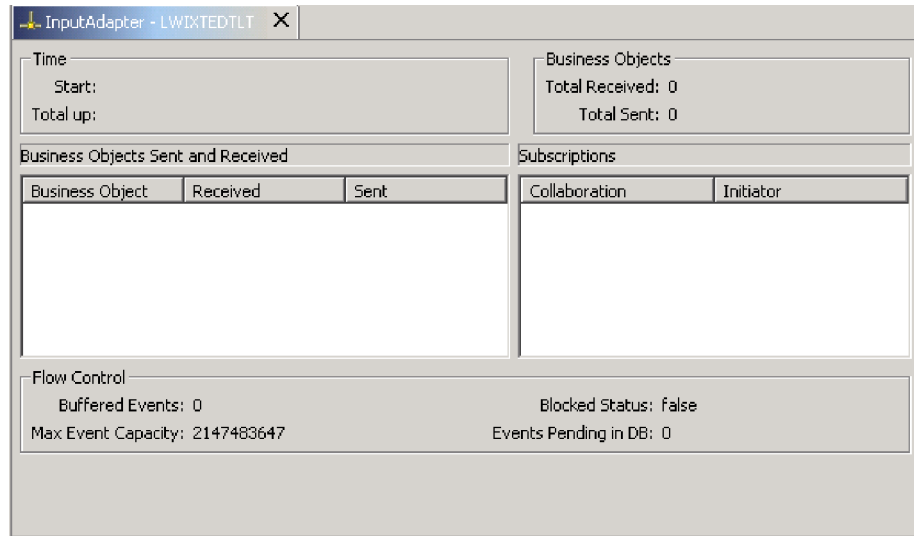 InputAdapter - LWIXTEDTLT X
Time
Start:
Total up:
Business Objects
Total Received: 0
Total Sent: 0
Business Objects Sent and Received
Business Object Received Sent
Subscriptions
Collaboration Initiator
Flow Control
Buffered Events: 0
Blocked Status: false
Max Event Capacity: 2147483647
Events Pending in DB: 0